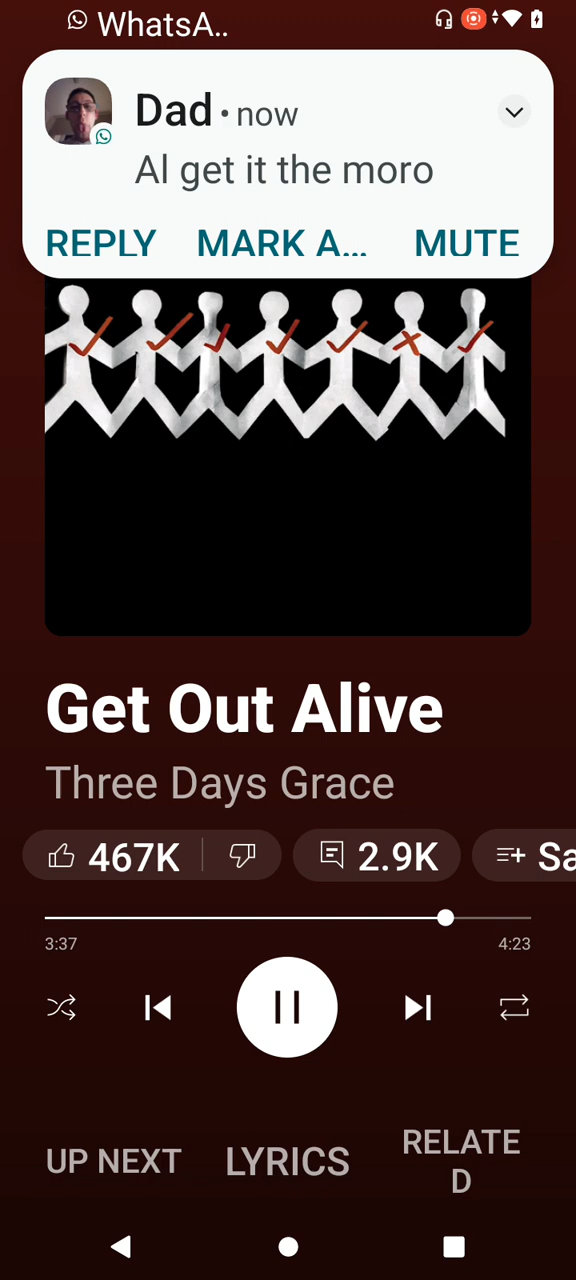 WhatsA..
Dad • now
Al get it the moro
REPLY MARK A... MUTE
Get Out Alive
Three Days Grace
467K 2.9K Sa
3:37 4:23
UP NEXT LYRICS RELATE
D